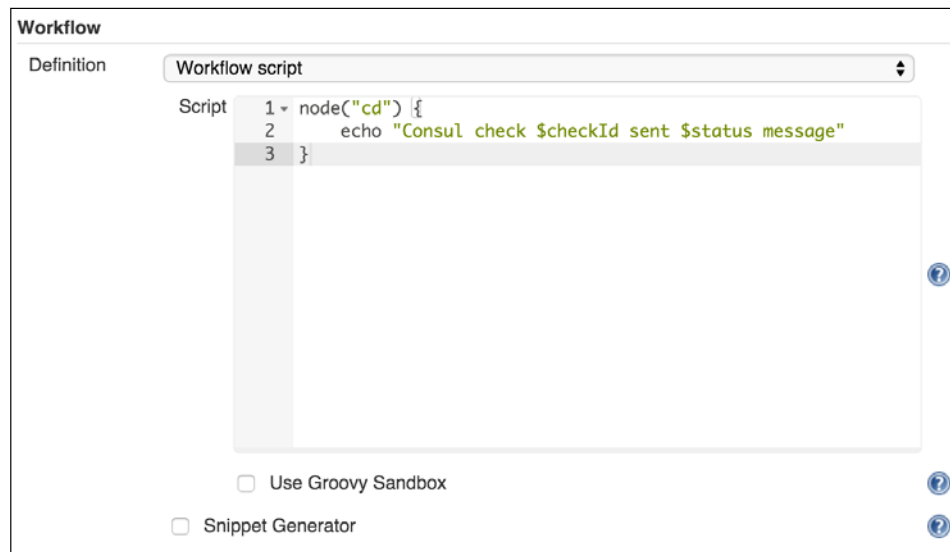 Workflow
Definition Workflow script
Script 1 node("cd") {
2     echo "Consul check $checkId sent $status message"
3 }
?
Use Groovy Sandbox ?
Snippet Generator ?